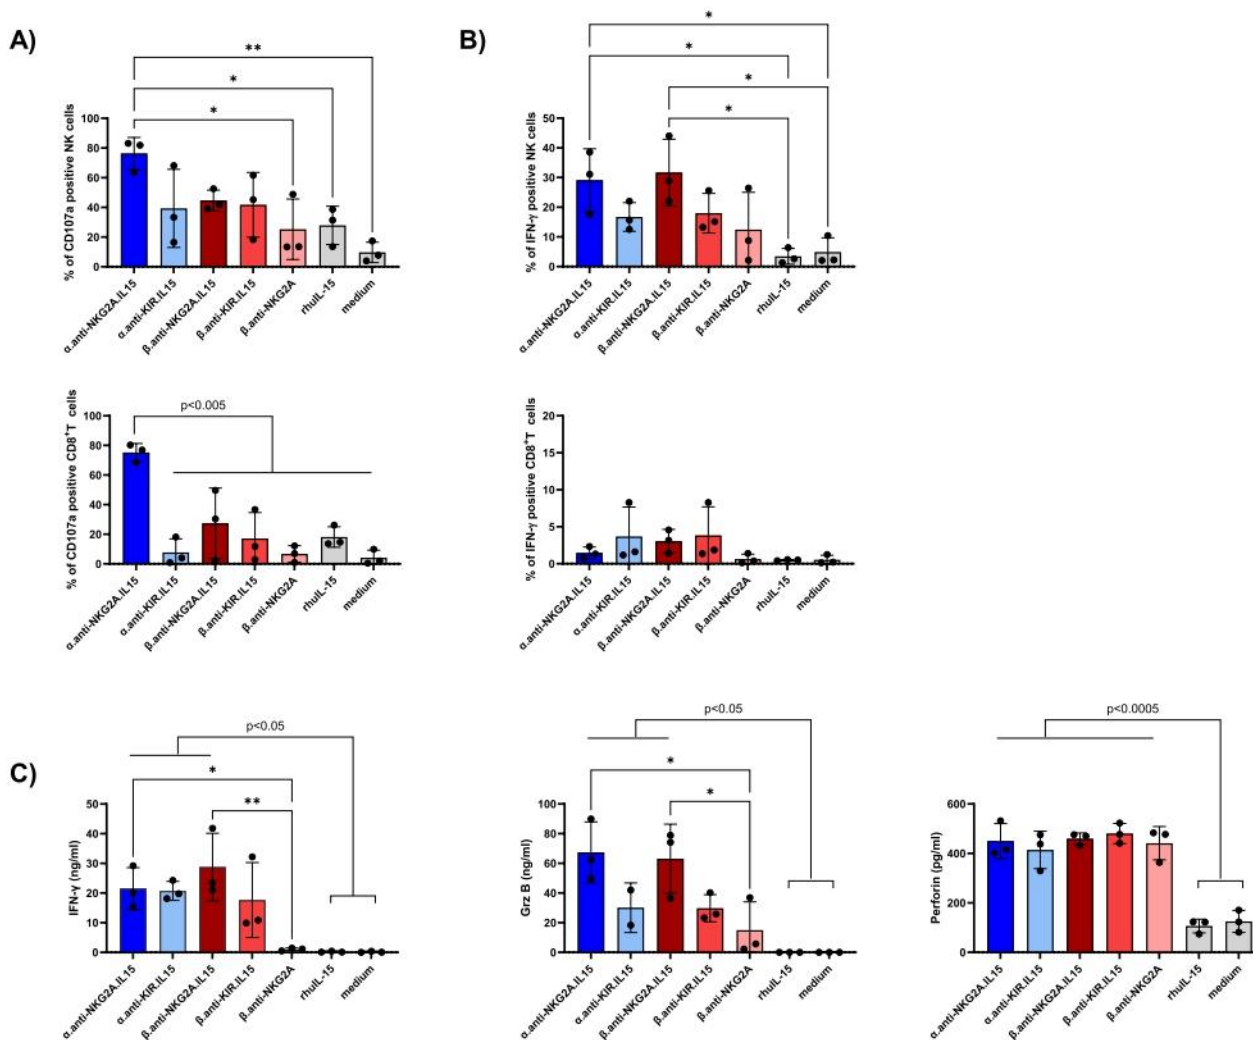 A)
**
*
*
% of CD107a positive NK cells
100
80
60
40
20
0
α.anti-NKG2A.IL15
α.anti-KIR.IL15
β.anti-NKG2A.IL15
β.anti-KIR.IL15
β.anti-NKG2A
rhuIL-15
medium
B)
*
*
*
*
% of IFN-γ positive NK cells
50
40
30
20
10
0
α.anti-NKG2A.IL15
α.anti-KIR.IL15
β.anti-NKG2A.IL15
β.anti-KIR.IL15
β.anti-NKG2A
rhuIL-15
medium
p<0.005
% of CD107a positive CD8⁺T cells
100
80
60
40
20
0
α.anti-NKG2A.IL15
α.anti-KIR.IL15
β.anti-NKG2A.IL15
β.anti-KIR.IL15
β.anti-NKG2A
rhuIL-15
medium
% of IFN-γ positive CD8⁺T cells
20
15
10
5
0
α.anti-NKG2A.IL15
α.anti-KIR.IL15
β.anti-NKG2A.IL15
β.anti-KIR.IL15
β.anti-NKG2A
rhuIL-15
medium
C)
p<0.05
*
**
IFN-γ (ng/ml)
50
40
30
20
10
0
α.anti-NKG2A.IL15
α.anti-KIR.IL15
β.anti-NKG2A.IL15
β.anti-KIR.IL15
β.anti-NKG2A
rhuIL-15
medium
p<0.05
*
*
Grz B (ng/ml)
100
80
60
40
20
0
α.anti-NKG2A.IL15
α.anti-KIR.IL15
β.anti-NKG2A.IL15
β.anti-KIR.IL15
β.anti-NKG2A
rhuIL-15
medium
p<0.0005
Perforin (pg/ml)
600
400
200
0
α.anti-NKG2A.IL15
α.anti-KIR.IL15
β.anti-NKG2A.IL15
β.anti-KIR.IL15
β.anti-NKG2A
rhuIL-15
medium